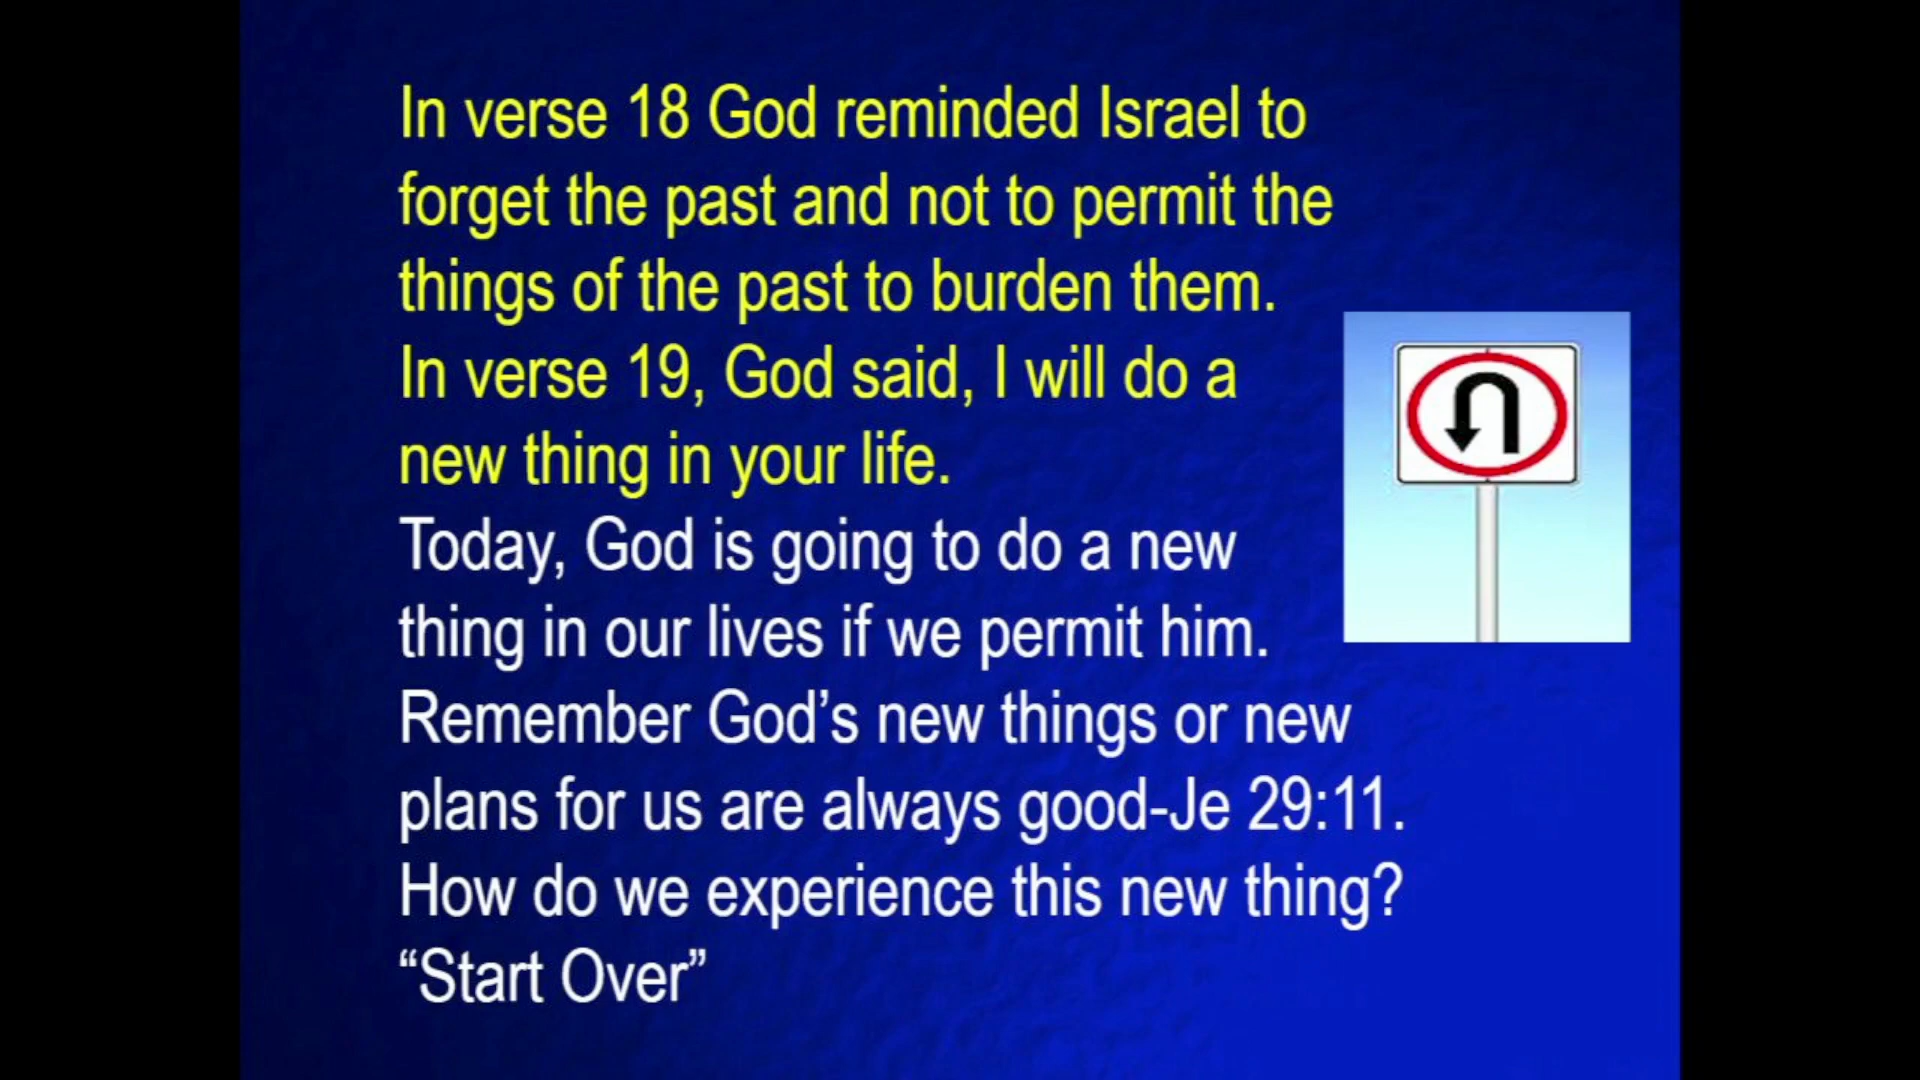 In verse 18 God reminded Israel to
forget the past and not to permit the
things of the past to burden them.
In verse 19, God said, I will do a
new thing in your life.
Today, God is going to do a new
thing in our lives if we permit him.
Remember God’s new things or new
plans for us are always good-Je 29:11.
How do we experience this new thing?
“Start Over”